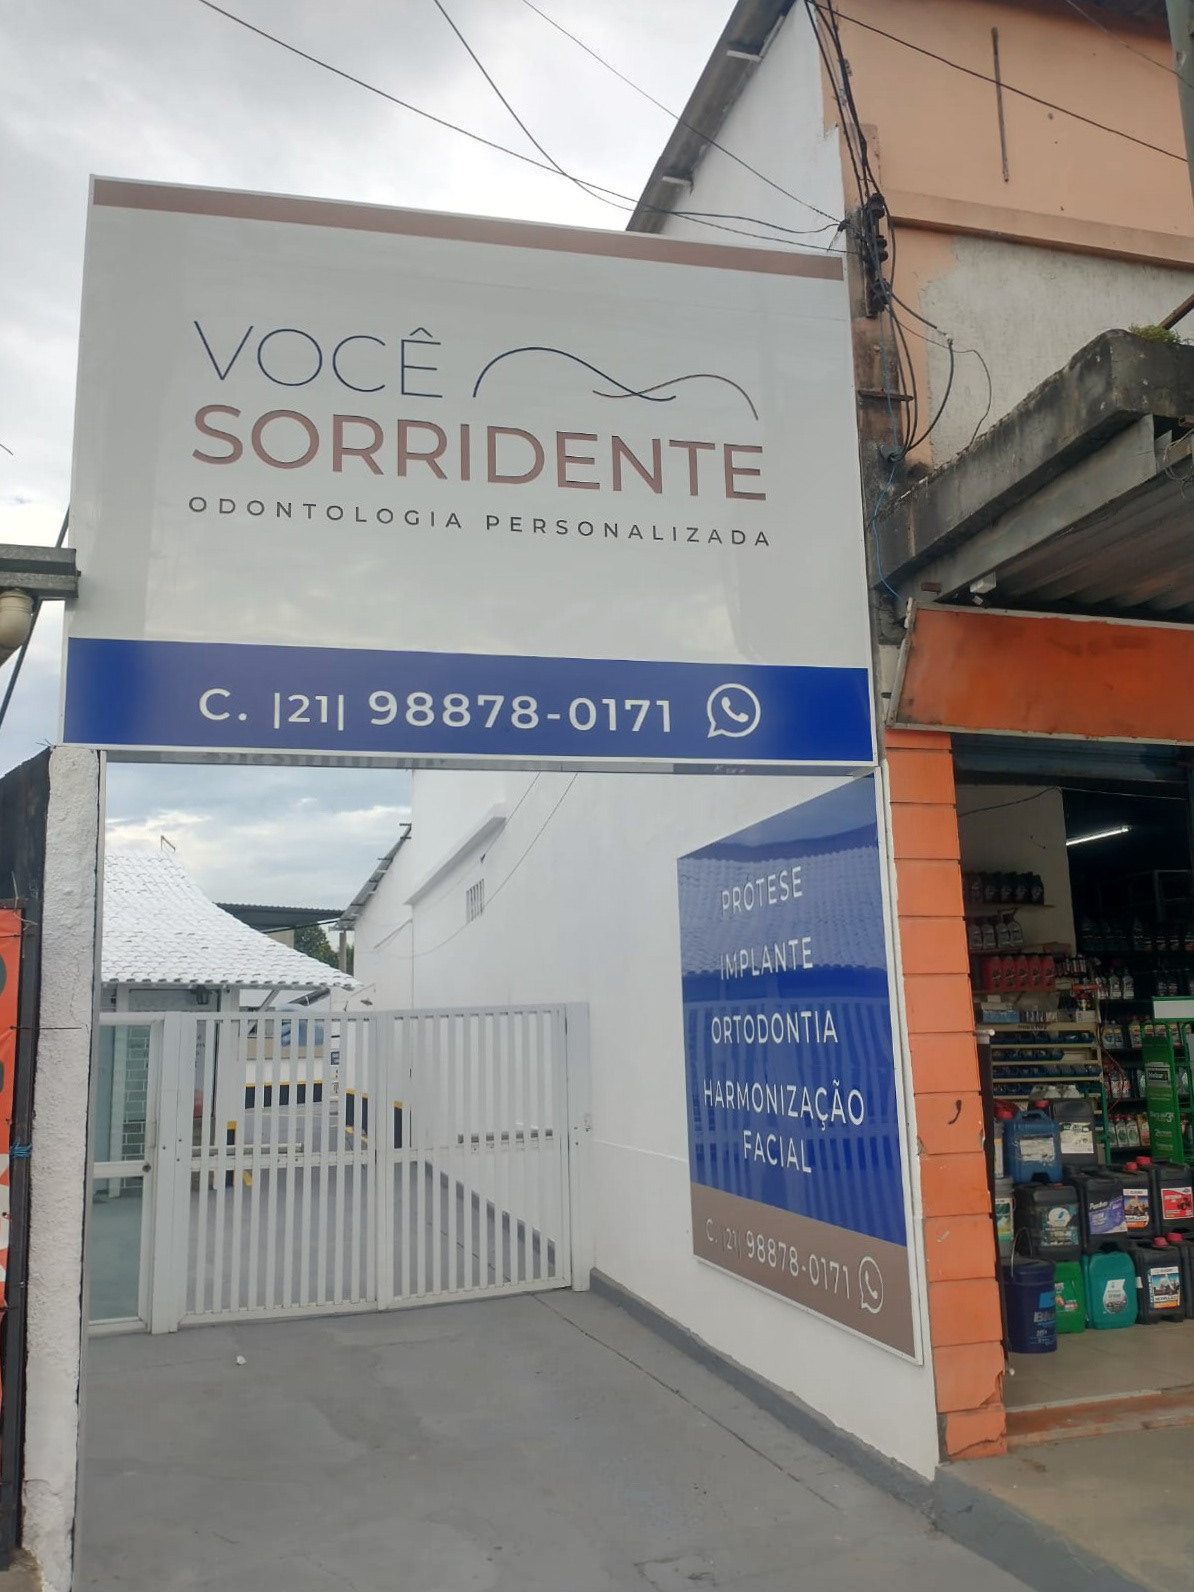 VOCÊ
SORRIDENTE
ODONTOLOGIA PERSONALIZADA
C. |21| 98878-0171
PRÓTESE
IMPLANTE
ORTODONTIA
HARMONIZAÇÃO
FACIAL
C. |21| 98878-0171